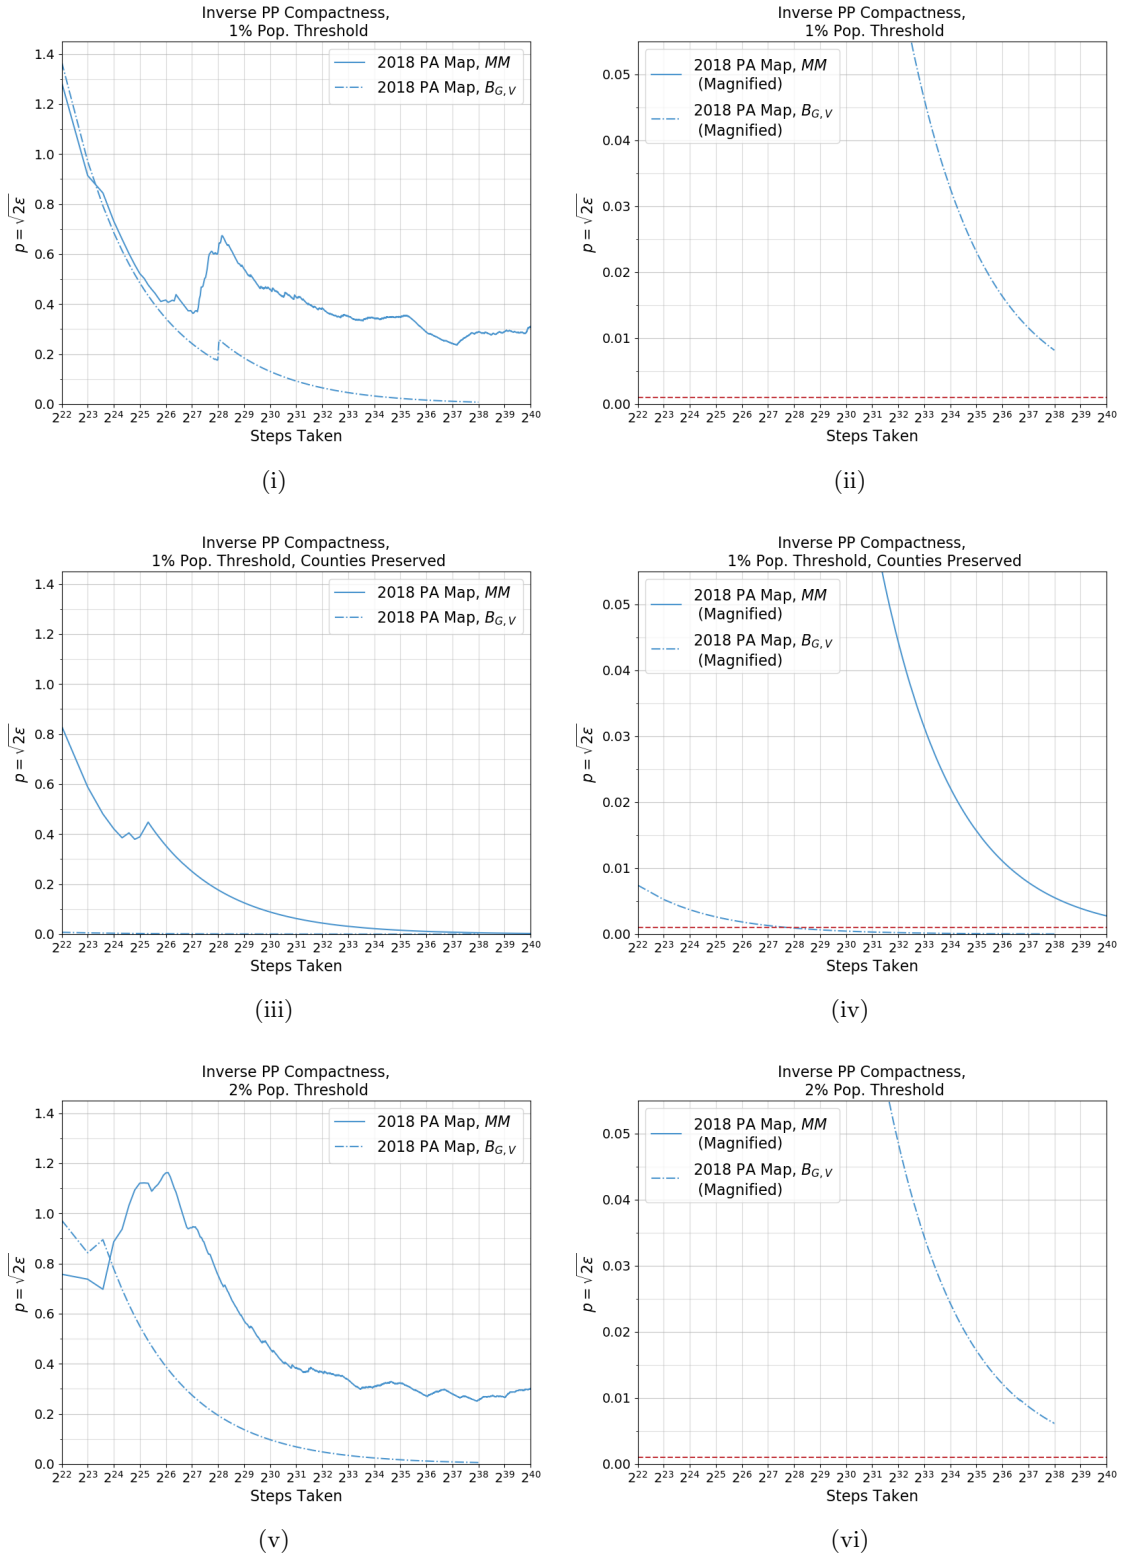 Inverse PP Compactness,
1% Pop. Threshold
1.4
1.2
1.0
0.8
0.6
0.4
0.2
0.0
p = √2ε
2018 PA Map, MM
2018 PA Map, B_{G,V}
2^22 2^23 2^24 2^25 2^26 2^27 2^28 2^29 2^30 2^31 2^32 2^33 2^34 2^35 2^36 2^37 2^38 2^39 2^40
Steps Taken
(i)
Inverse PP Compactness,
1% Pop. Threshold
0.05
0.04
0.03
0.02
0.01
0.00
p = √2ε
2018 PA Map, MM
(Magnified)
2018 PA Map, B_{G,V}
(Magnified)
2^22 2^23 2^24 2^25 2^26 2^27 2^28 2^29 2^30 2^31 2^32 2^33 2^34 2^35 2^36 2^37 2^38 2^39 2^40
Steps Taken
(ii)
Inverse PP Compactness,
1% Pop. Threshold, Counties Preserved
1.4
1.2
1.0
0.8
0.6
0.4
0.2
0.0
p = √2ε
2018 PA Map, MM
2018 PA Map, B_{G,V}
2^22 2^23 2^24 2^25 2^26 2^27 2^28 2^29 2^30 2^31 2^32 2^33 2^34 2^35 2^36 2^37 2^38 2^39 2^40
Steps Taken
(iii)
Inverse PP Compactness,
1% Pop. Threshold, Counties Preserved
0.05
0.04
0.03
0.02
0.01
0.00
p = √2ε
2018 PA Map, MM
(Magnified)
2018 PA Map, B_{G,V}
(Magnified)
2^22 2^23 2^24 2^25 2^26 2^27 2^28 2^29 2^30 2^31 2^32 2^33 2^34 2^35 2^36 2^37 2^38 2^39 2^40
Steps Taken
(iv)
Inverse PP Compactness,
2% Pop. Threshold
1.4
1.2
1.0
0.8
0.6
0.4
0.2
0.0
p = √2ε
2018 PA Map, MM
2018 PA Map, B_{G,V}
2^22 2^23 2^24 2^25 2^26 2^27 2^28 2^29 2^30 2^31 2^32 2^33 2^34 2^35 2^36 2^37 2^38 2^39 2^40
Steps Taken
(v)
Inverse PP Compactness,
2% Pop. Threshold
0.05
0.04
0.03
0.02
0.01
0.00
p = √2ε
2018 PA Map, MM
(Magnified)
2018 PA Map, B_{G,V}
(Magnified)
2^22 2^23 2^24 2^25 2^26 2^27 2^28 2^29 2^30 2^31 2^32 2^33 2^34 2^35 2^36 2^37 2^38 2^39 2^40
Steps Taken
(vi)